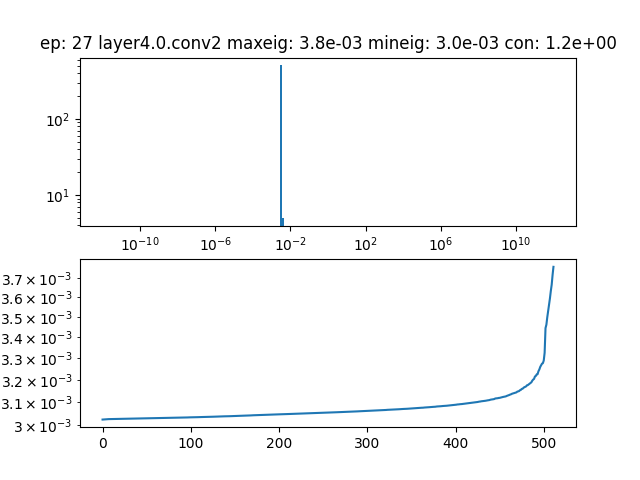 ep: 27 layer4.0.conv2 maxeig: 3.8e-03 mineig: 3.0e-03 con: 1.2e+00
10²
10¹
10⁻¹⁰ 10⁻⁶ 10⁻² 10² 10⁶ 10¹⁰
3.7 × 10⁻³
3.6 × 10⁻³
3.5 × 10⁻³
3.4 × 10⁻³
3.3 × 10⁻³
3.2 × 10⁻³
3.1 × 10⁻³
3 × 10⁻³
0 100 200 300 400 500